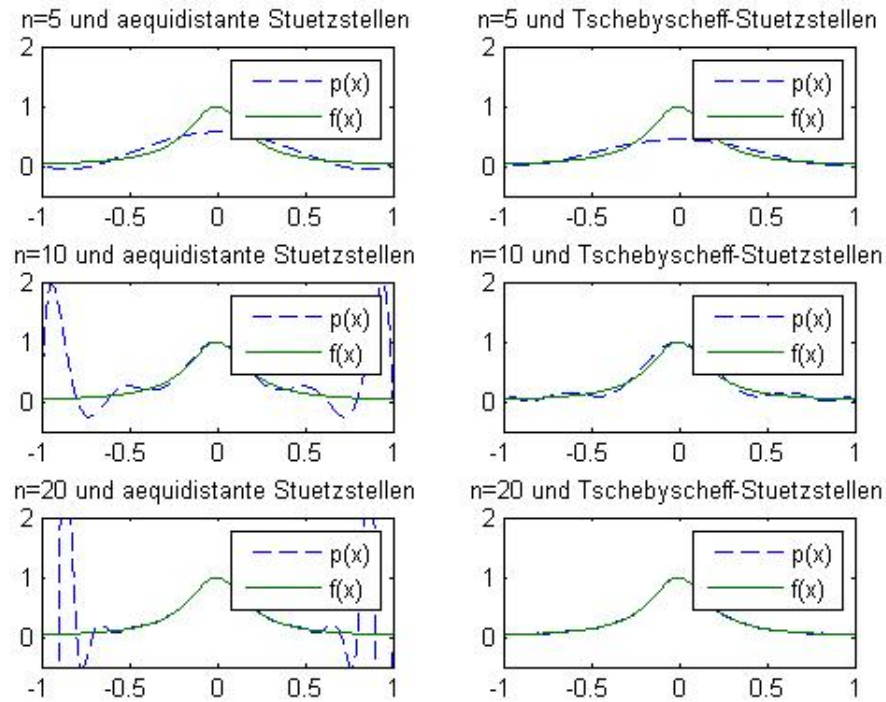 n=5 und aequidistante Stuetzstellen
2
1
0
-1 -0.5 0 0.5 1
p(x)
f(x)
n=5 und Tschebyscheff-Stuetzstellen
2
1
0
-1 -0.5 0 0.5 1
p(x)
f(x)
n=10 und aequidistante Stuetzstellen
2
1
0
-1 -0.5 0 0.5 1
p(x)
f(x)
n=10 und Tschebyscheff-Stuetzstellen
2
1
0
-1 -0.5 0 0.5 1
p(x)
f(x)
n=20 und aequidistante Stuetzstellen
2
1
0
-1 -0.5 0 0.5 1
p(x)
f(x)
n=20 und Tschebyscheff-Stuetzstellen
2
1
0
-1 -0.5 0 0.5 1
p(x)
f(x)